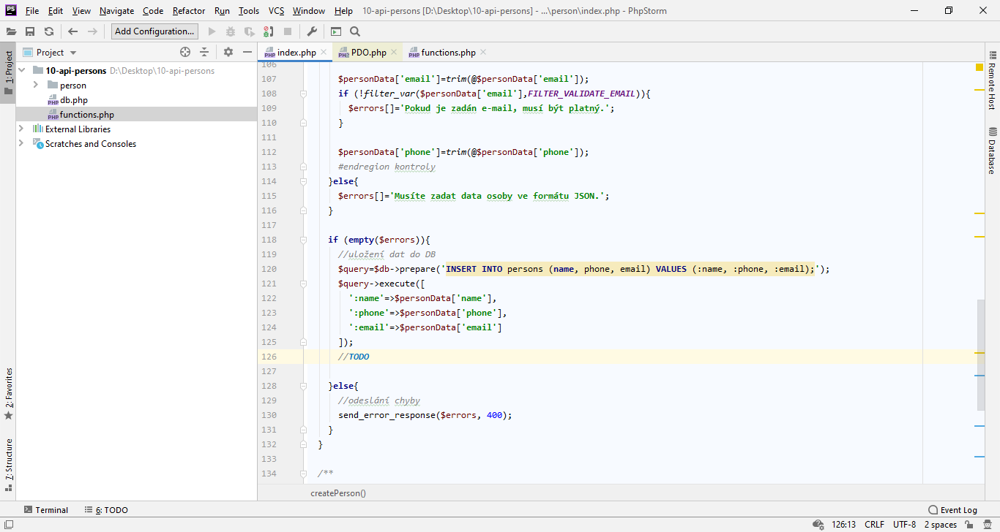 File Edit View Navigate Code Refactor Run Tools VCS Window Help 10-api-persons [D:\Desktop\10-api-persons] - ...\person\index.php - PhpStorm
Add Configuration...
1: Project
Project
index.php
PDO.php
functions.php
10-api-persons D:\Desktop\10-api-persons
person
db.php
functions.php
External Libraries
Scratches and Consoles
106
107 $personData['email']=trim(@$personData['email']);
108 if (!filter_var($personData['email'],FILTER_VALIDATE_EMAIL)){
109 $errors[]='Pokud je zadán e-mail, musí být platný.';
110 }
111
112 $personData['phone']=trim(@$personData['phone']);
113 #endregion kontroly
114 }else{
115 $errors[]='Musíte zadat data osoby ve formátu JSON.';
116 }
117
118 if (empty($errors)){
119 //uložení dat do DB
120 $query=$db->prepare('INSERT INTO persons (name, phone, email) VALUES (:name, :phone, :email);');
121 $query->execute([
122 ':name'=>$personData['name'],
123 ':phone'=>$personData['phone'],
124 ':email'=>$personData['email']
125 ]);
126 //TODO
127
128 }else{
129 //odeslání chyby
130 send_error_response($errors, 400);
131 }
132 }
133
134 /**
createPerson()
2: Favorites
7: Structure
Remote Host
Database
Terminal 6: TODO Event Log
126:13 CRLF UTF-8 2 spaces